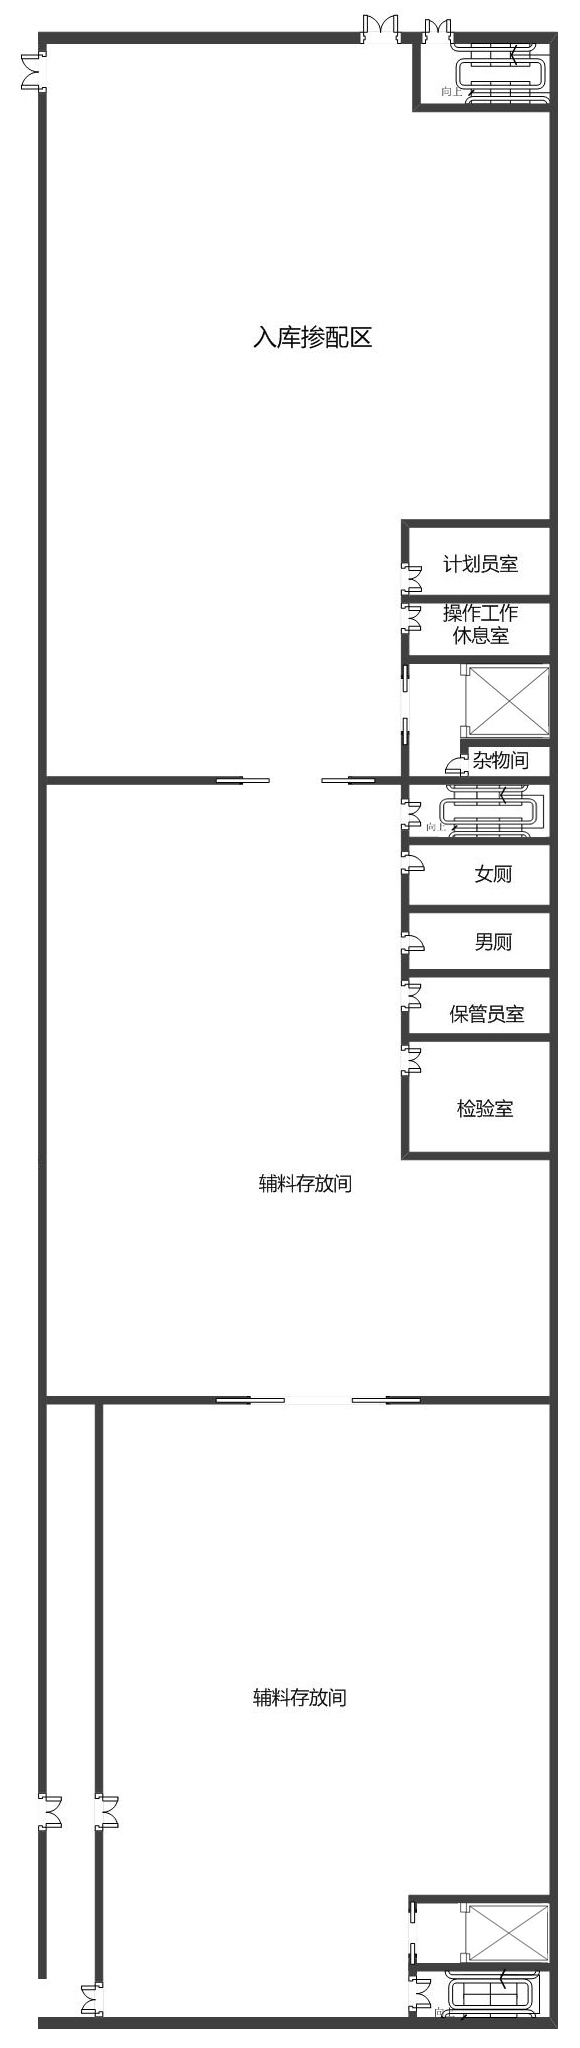 向上
入库掺配区
计划员室
操作工作
休息室
杂物间
向上
女厕
男厕
保管员室
检验室
辅料存放间
辅料存放间
向上